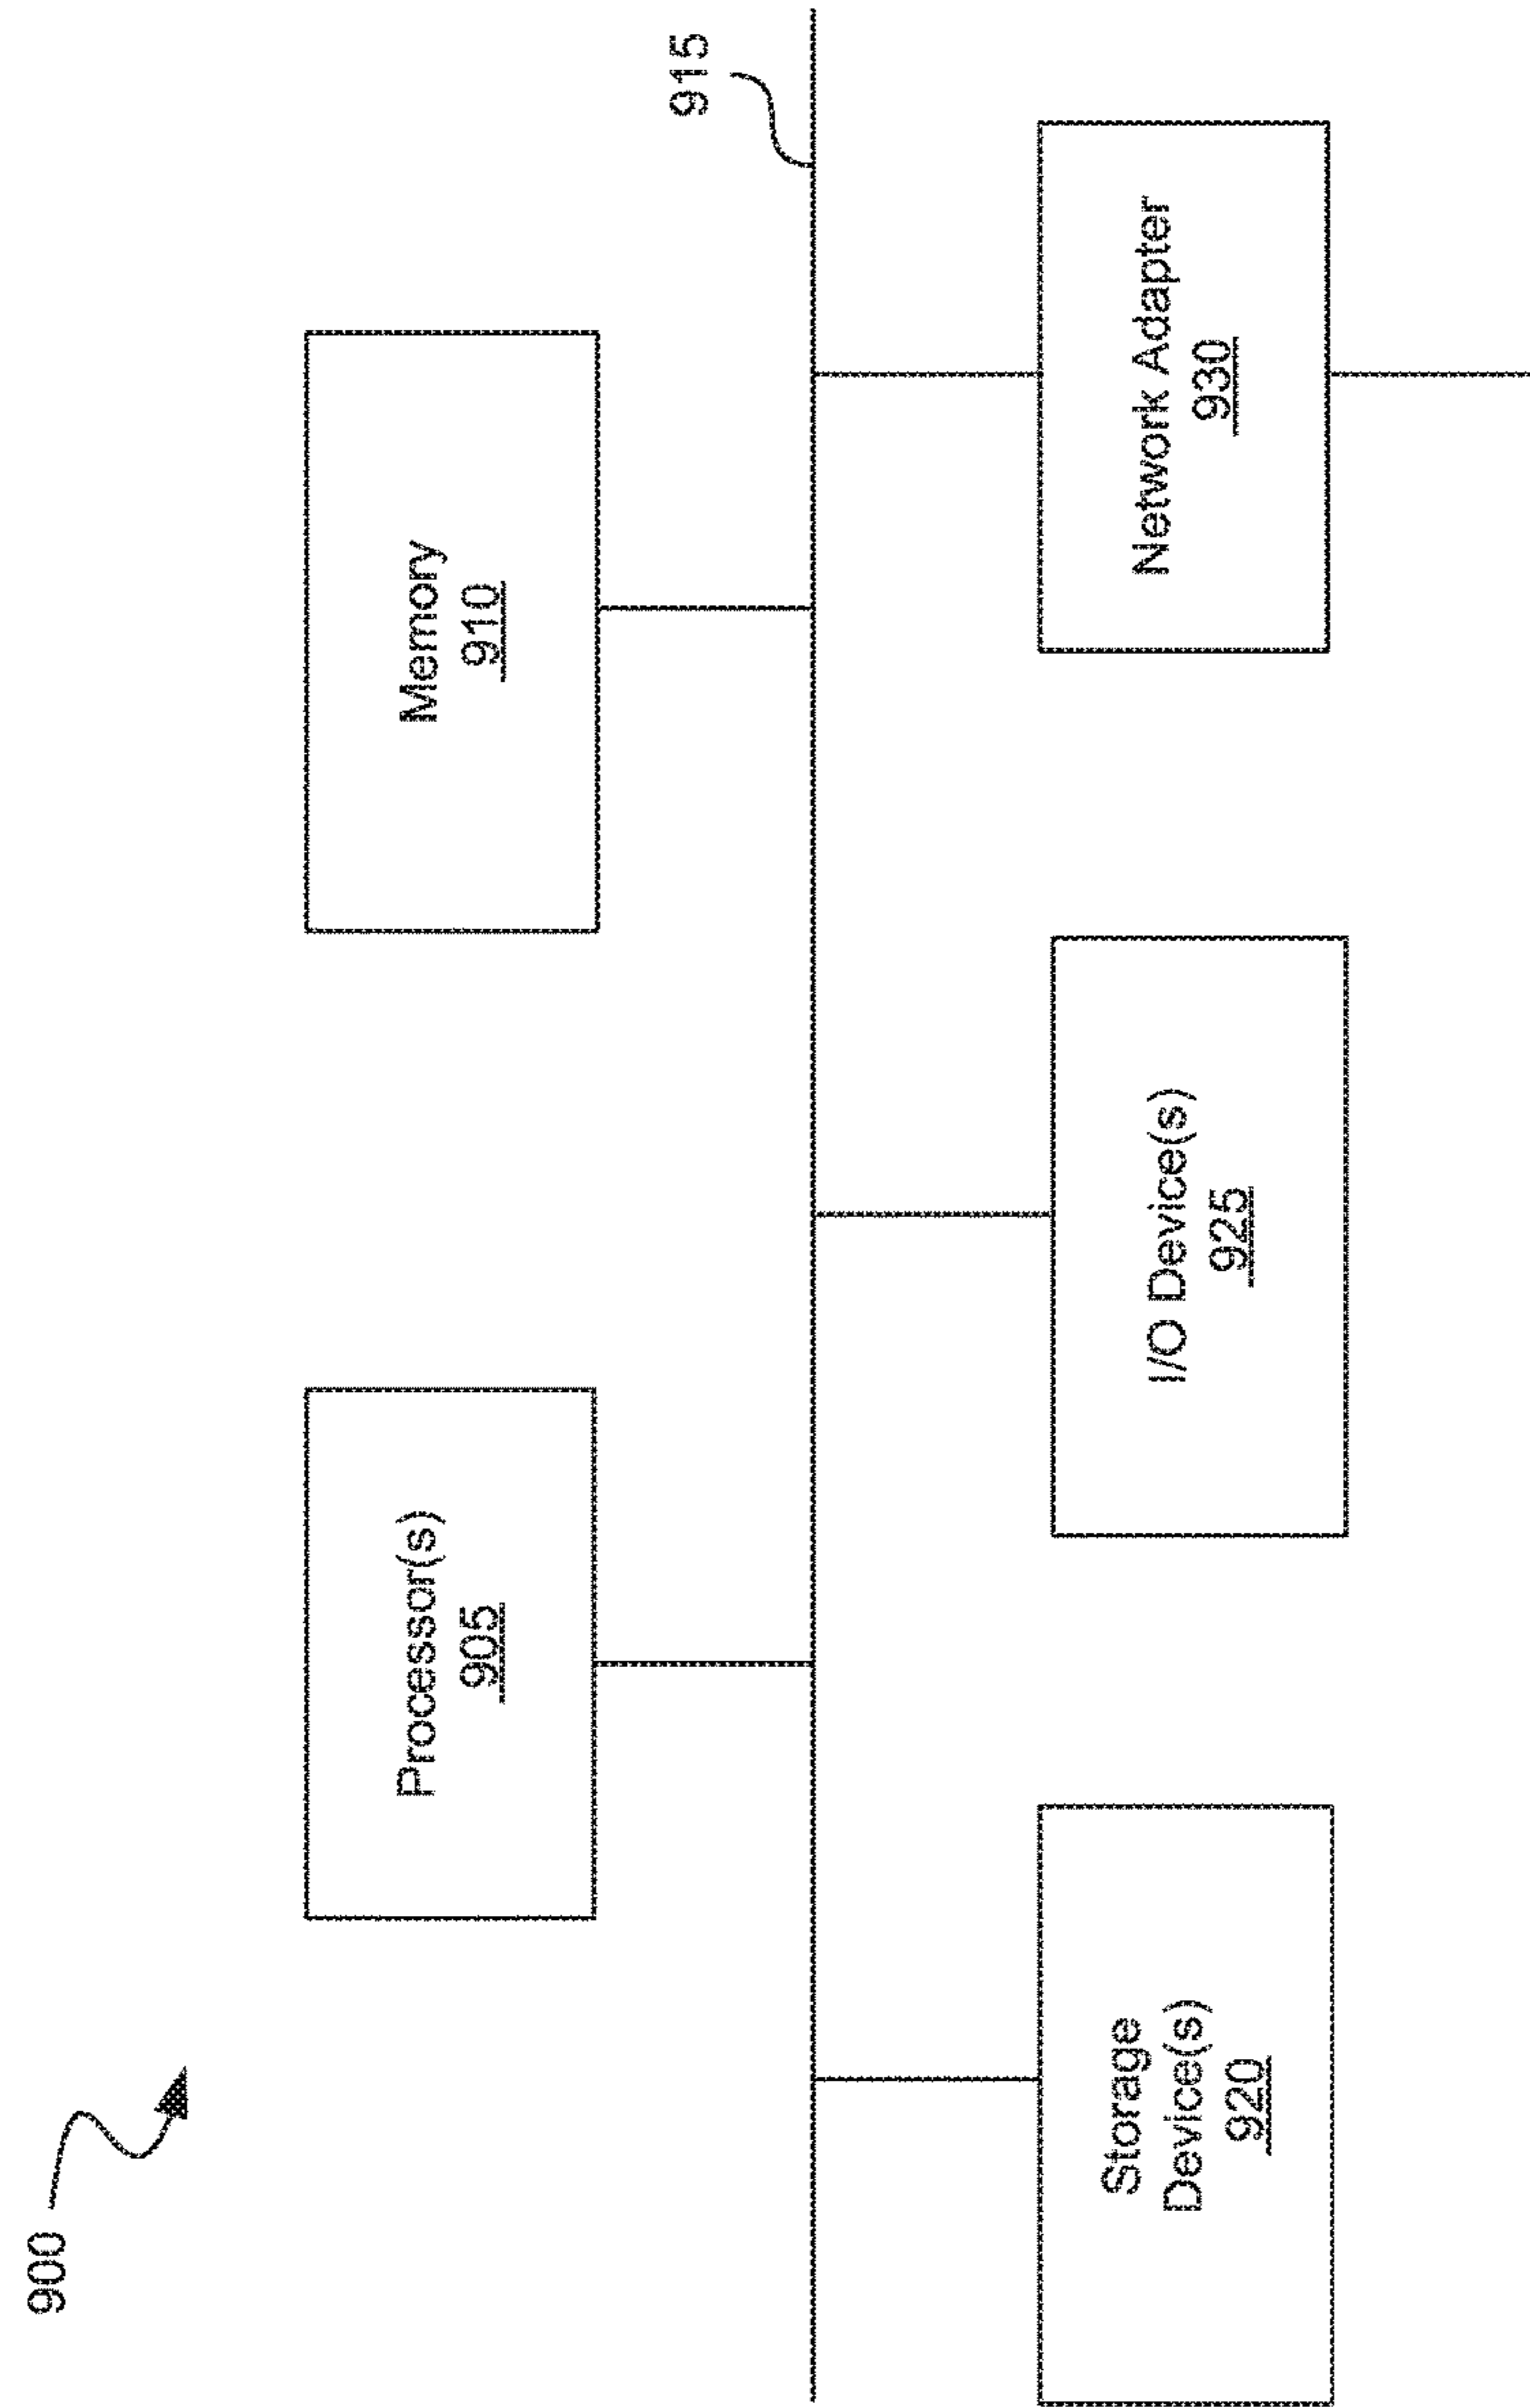 900
Processor(s)
905
Memory
910
915
Storage
Device(s)
920
I/O Device(s)
925
Network Adapter
930